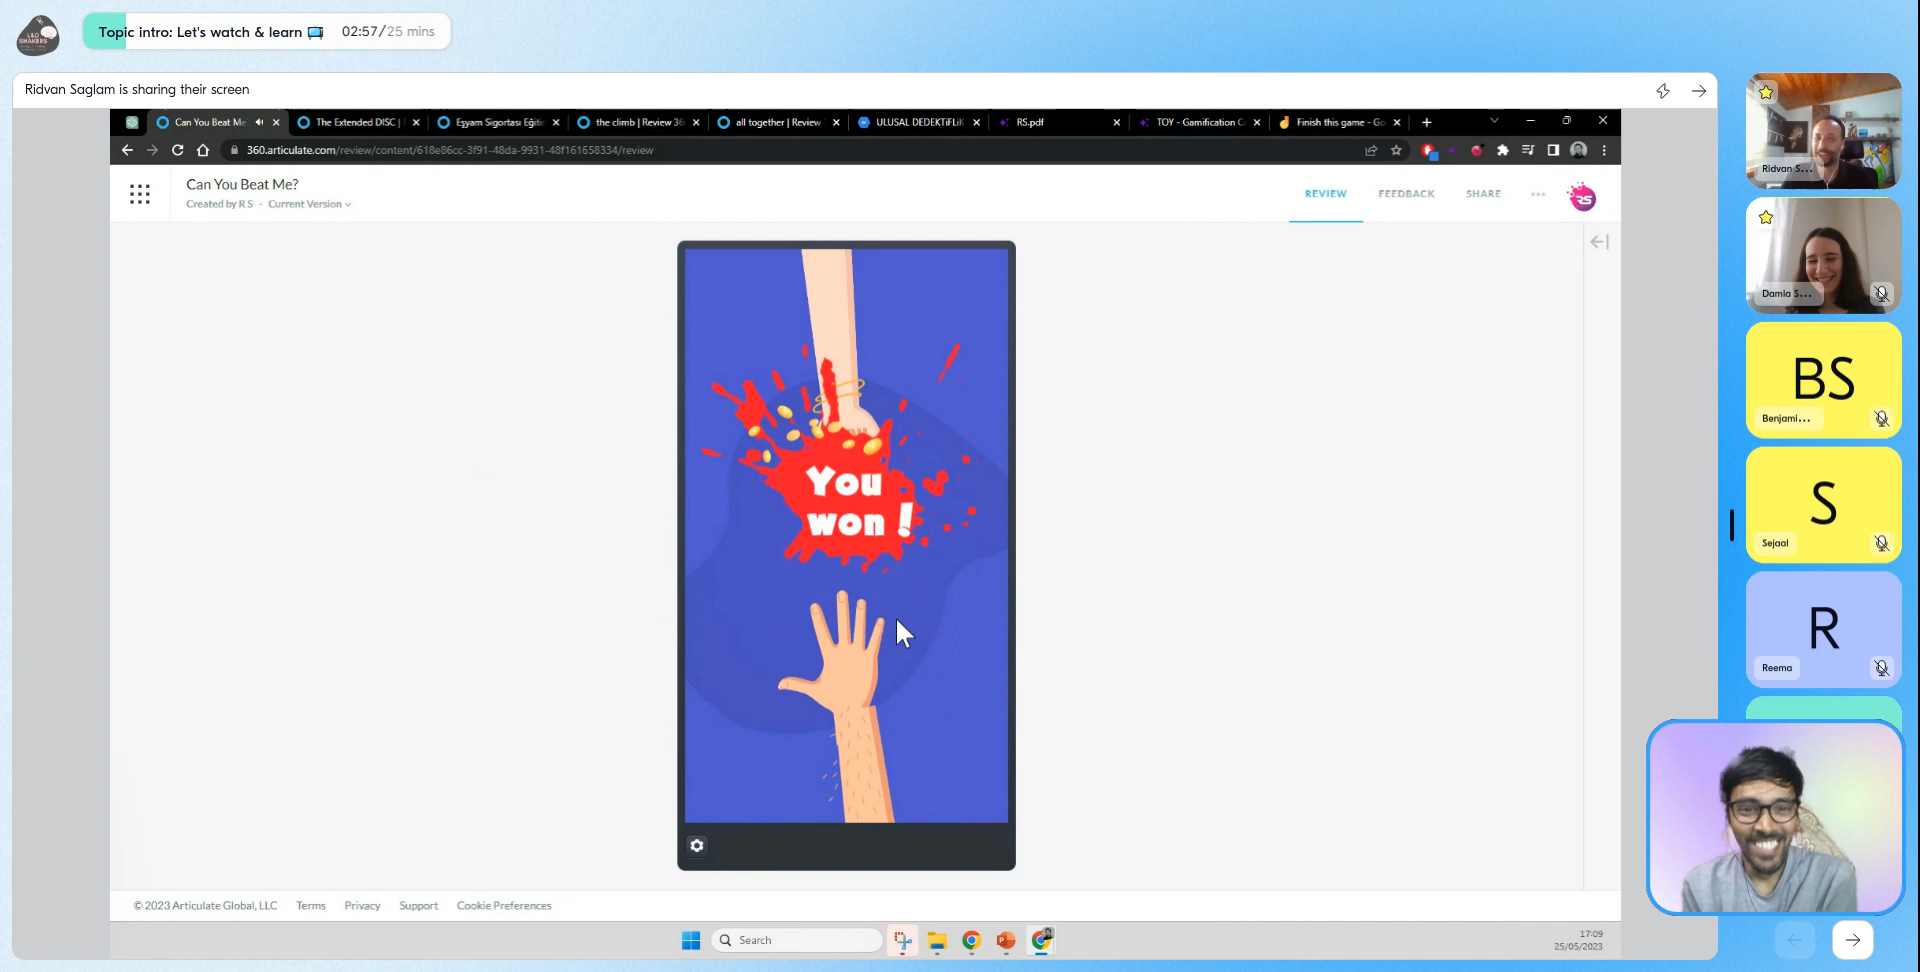 L&D
SHAKERS
Topic intro: Let's watch & learn
02:57/25 mins
Ridvan Saglam is sharing their screen
Can You Beat Me
The Extended DISC |
Eşyam Sigortası Eğiti
the climb | Review 36
all together | Review
ULUSAL DEDEKTiFLiK
RS.pdf
TOY - Gamification C
Finish this game - Go
360.articulate.com/review/content/618e86cc-3f91-48da-9931-48f161658334/review
Can You Beat Me?
Created by R S · Current Version
REVIEW
FEEDBACK
SHARE
RS
You
won !
© 2023 Articulate Global, LLC
Terms
Privacy
Support
Cookie Preferences
Search
17:09
25/05/2023
Ridvan S...
Damla S...
BS
Benjami...
S
Sejaal
R
Reema